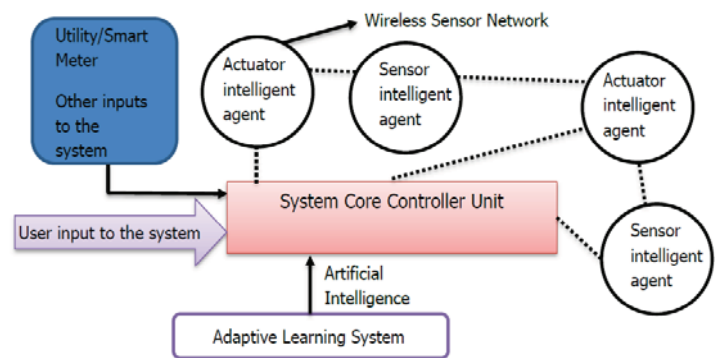 Utility/Smart
Meter
Other inputs
to the
system
Wireless Sensor Network
Actuator
intelligent
agent
Sensor
intelligent
agent
Actuator
intelligent
agent
System Core Controller Unit
User input to the system
Sensor
intelligent
agent
Artificial
Intelligence
Adaptive Learning System